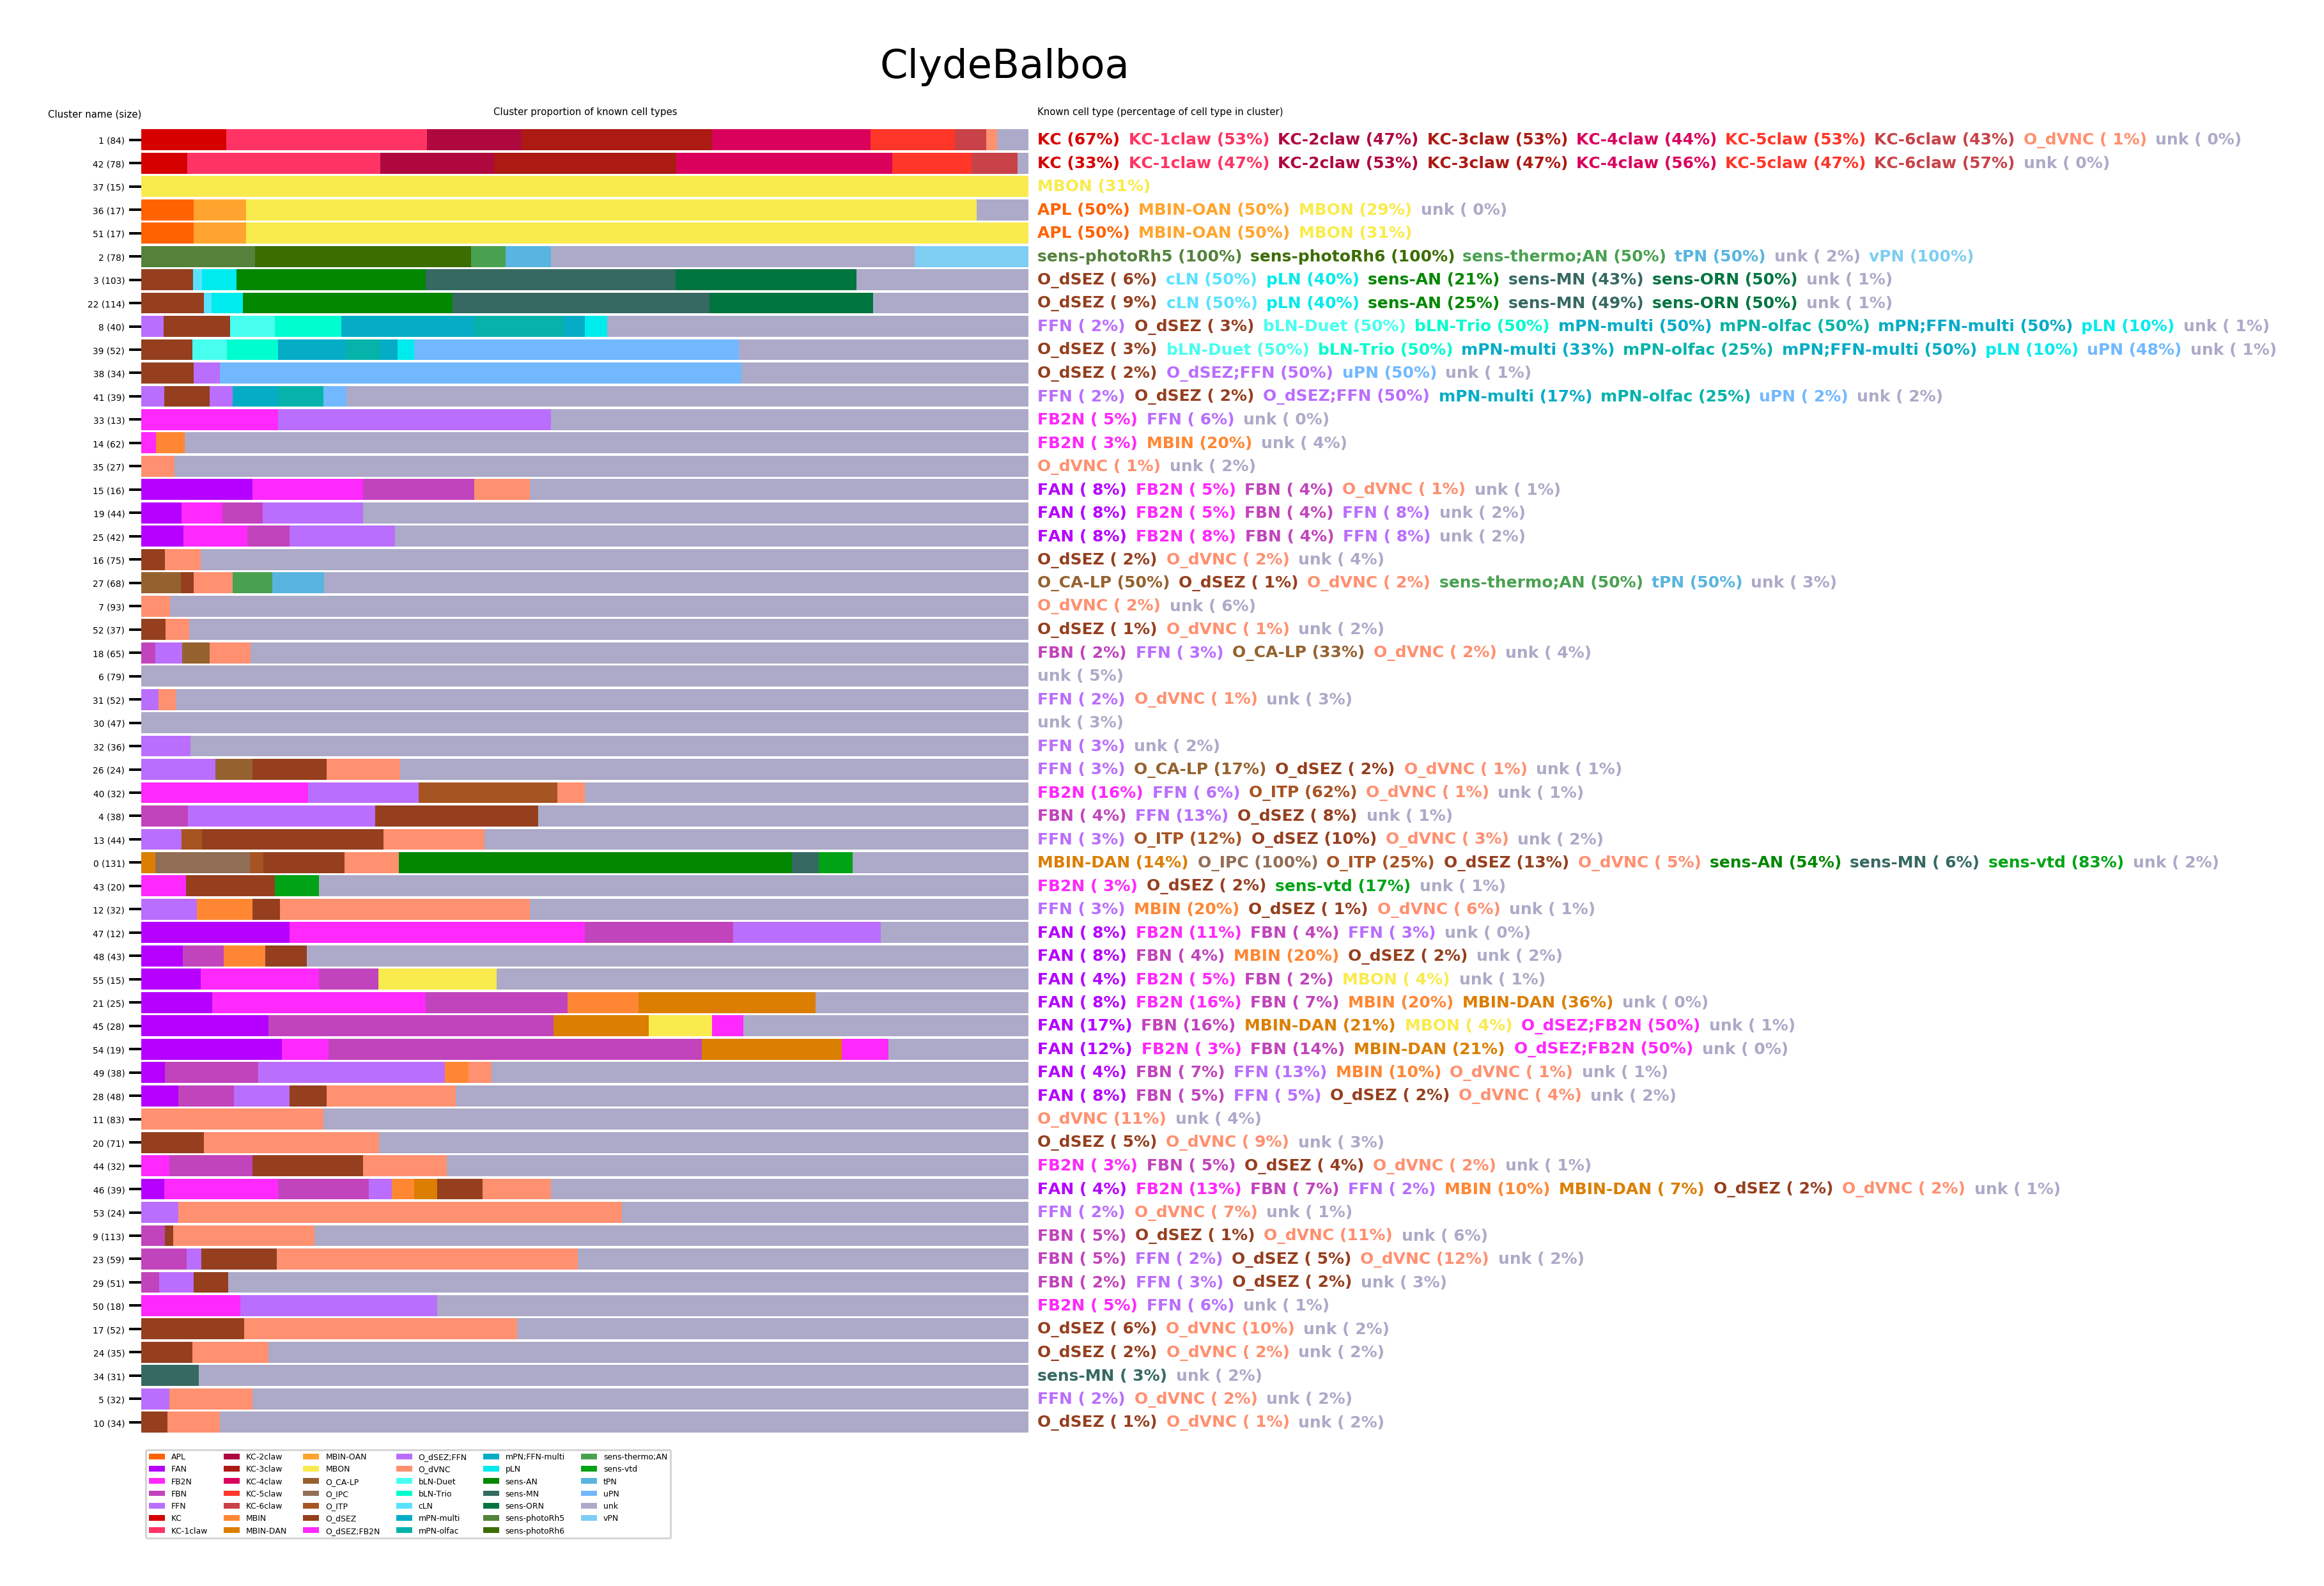 ClydeBalboa
Cluster name (size) Cluster proportion of known cell types Known cell type (percentage of cell type in cluster)
1 (84) KC (67%) KC-1claw (53%) KC-2claw (47%) KC-3claw (53%) KC-4claw (44%) KC-5claw (53%) KC-6claw (43%) O_dVNC ( 1%) unk ( 0%)
42 (78) KC (33%) KC-1claw (47%) KC-2claw (53%) KC-3claw (47%) KC-4claw (56%) KC-5claw (47%) KC-6claw (57%) unk ( 0%)
37 (15) MBON (31%)
36 (17) APL (50%) MBIN-OAN (50%) MBON (29%) unk ( 0%)
51 (17) APL (50%) MBIN-OAN (50%) MBON (31%)
2 (78) sens-photoRh5 (100%) sens-photoRh6 (100%) sens-thermo;AN (50%) tPN (50%) unk ( 2%) vPN (100%)
3 (103) O_dSEZ ( 6%) cLN (50%) pLN (40%) sens-AN (21%) sens-MN (43%) sens-ORN (50%) unk ( 1%)
22 (114) O_dSEZ ( 9%) cLN (50%) pLN (40%) sens-AN (25%) sens-MN (49%) sens-ORN (50%) unk ( 1%)
8 (40) FFN ( 2%) O_dSEZ ( 3%) bLN-Duet (50%) bLN-Trio (50%) mPN-multi (50%) mPN-olfac (50%) mPN;FFN-multi (50%) pLN (10%) unk ( 1%)
39 (52) O_dSEZ ( 3%) bLN-Duet (50%) bLN-Trio (50%) mPN-multi (33%) mPN-olfac (25%) mPN;FFN-multi (50%) pLN (10%) uPN (48%) unk ( 1%)
38 (34) O_dSEZ ( 2%) O_dSEZ;FFN (50%) uPN (50%) unk ( 1%)
41 (39) FFN ( 2%) O_dSEZ ( 2%) O_dSEZ;FFN (50%) mPN-multi (17%) mPN-olfac (25%) uPN ( 2%) unk ( 2%)
33 (13) FB2N ( 5%) FFN ( 6%) unk ( 0%)
14 (62) FB2N ( 3%) MBIN (20%) unk ( 4%)
35 (27) O_dVNC ( 1%) unk ( 2%)
15 (16) FAN ( 8%) FB2N ( 5%) FBN ( 4%) O_dVNC ( 1%) unk ( 1%)
19 (44) FAN ( 8%) FB2N ( 5%) FBN ( 4%) FFN ( 8%) unk ( 2%)
25 (42) FAN ( 8%) FB2N ( 8%) FBN ( 4%) FFN ( 8%) unk ( 2%)
16 (75) O_dSEZ ( 2%) O_dVNC ( 2%) unk ( 4%)
27 (68) O_CA-LP (50%) O_dSEZ ( 1%) O_dVNC ( 2%) sens-thermo;AN (50%) tPN (50%) unk ( 3%)
7 (93) O_dVNC ( 2%) unk ( 6%)
52 (37) O_dSEZ ( 1%) O_dVNC ( 1%) unk ( 2%)
18 (65) FBN ( 2%) FFN ( 3%) O_CA-LP (33%) O_dVNC ( 2%) unk ( 4%)
6 (79) unk ( 5%)
31 (52) FFN ( 2%) O_dVNC ( 1%) unk ( 3%)
30 (47) unk ( 3%)
32 (36) FFN ( 3%) unk ( 2%)
26 (24) FFN ( 3%) O_CA-LP (17%) O_dSEZ ( 2%) O_dVNC ( 1%) unk ( 1%)
40 (32) FB2N (16%) FFN ( 6%) O_ITP (62%) O_dVNC ( 1%) unk ( 1%)
4 (38) FBN ( 4%) FFN (13%) O_dSEZ ( 8%) unk ( 1%)
13 (44) FFN ( 3%) O_ITP (12%) O_dSEZ (10%) O_dVNC ( 3%) unk ( 2%)
0 (131) MBIN-DAN (14%) O_IPC (100%) O_ITP (25%) O_dSEZ (13%) O_dVNC ( 5%) sens-AN (54%) sens-MN ( 6%) sens-vtd (83%) unk ( 2%)
43 (20) FB2N ( 3%) O_dSEZ ( 2%) sens-vtd (17%) unk ( 1%)
12 (32) FFN ( 3%) MBIN (20%) O_dSEZ ( 1%) O_dVNC ( 6%) unk ( 1%)
47 (12) FAN ( 8%) FB2N (11%) FBN ( 4%) FFN ( 3%) unk ( 0%)
48 (43) FAN ( 8%) FBN ( 4%) MBIN (20%) O_dSEZ ( 2%) unk ( 2%)
55 (15) FAN ( 4%) FB2N ( 5%) FBN ( 2%) MBON ( 4%) unk ( 1%)
21 (25) FAN ( 8%) FB2N (16%) FBN ( 7%) MBIN (20%) MBIN-DAN (36%) unk ( 0%)
45 (28) FAN (17%) FBN (16%) MBIN-DAN (21%) MBON ( 4%) O_dSEZ;FB2N (50%) unk ( 1%)
54 (19) FAN (12%) FB2N ( 3%) FBN (14%) MBIN-DAN (21%) O_dSEZ;FB2N (50%) unk ( 0%)
49 (38) FAN ( 4%) FBN ( 7%) FFN (13%) MBIN (10%) O_dVNC ( 1%) unk ( 1%)
28 (48) FAN ( 8%) FBN ( 5%) FFN ( 5%) O_dSEZ ( 2%) O_dVNC ( 4%) unk ( 2%)
11 (83) O_dVNC (11%) unk ( 4%)
20 (71) O_dSEZ ( 5%) O_dVNC ( 9%) unk ( 3%)
44 (32) FB2N ( 3%) FBN ( 5%) O_dSEZ ( 4%) O_dVNC ( 2%) unk ( 1%)
46 (39) FAN ( 4%) FB2N (13%) FBN ( 7%) FFN ( 2%) MBIN (10%) MBIN-DAN ( 7%) O_dSEZ ( 2%) O_dVNC ( 2%) unk ( 1%)
53 (24) FFN ( 2%) O_dVNC ( 7%) unk ( 1%)
9 (113) FBN ( 5%) O_dSEZ ( 1%) O_dVNC (11%) unk ( 6%)
23 (59) FBN ( 5%) FFN ( 2%) O_dSEZ ( 5%) O_dVNC (12%) unk ( 2%)
29 (51) FBN ( 2%) FFN ( 3%) O_dSEZ ( 2%) unk ( 3%)
50 (18) FB2N ( 5%) FFN ( 6%) unk ( 1%)
17 (52) O_dSEZ ( 6%) O_dVNC (10%) unk ( 2%)
24 (35) O_dSEZ ( 2%) O_dVNC ( 2%) unk ( 2%)
34 (31) sens-MN ( 3%) unk ( 2%)
5 (32) FFN ( 2%) O_dVNC ( 2%) unk ( 2%)
10 (34) O_dSEZ ( 1%) O_dVNC ( 1%) unk ( 2%)
APL KC-2claw MBIN-OAN O_dSEZ;FFN mPN;FFN-multi sens-thermo;AN
FAN KC-3claw MBON O_dVNC pLN sens-vtd
FB2N KC-4claw O_CA-LP bLN-Duet sens-AN tPN
FBN KC-5claw O_IPC bLN-Trio sens-MN uPN
FFN KC-6claw O_ITP cLN sens-ORN unk
KC MBIN O_dSEZ mPN-multi sens-photoRh5 vPN
KC-1claw MBIN-DAN O_dSEZ;FB2N mPN-olfac sens-photoRh6